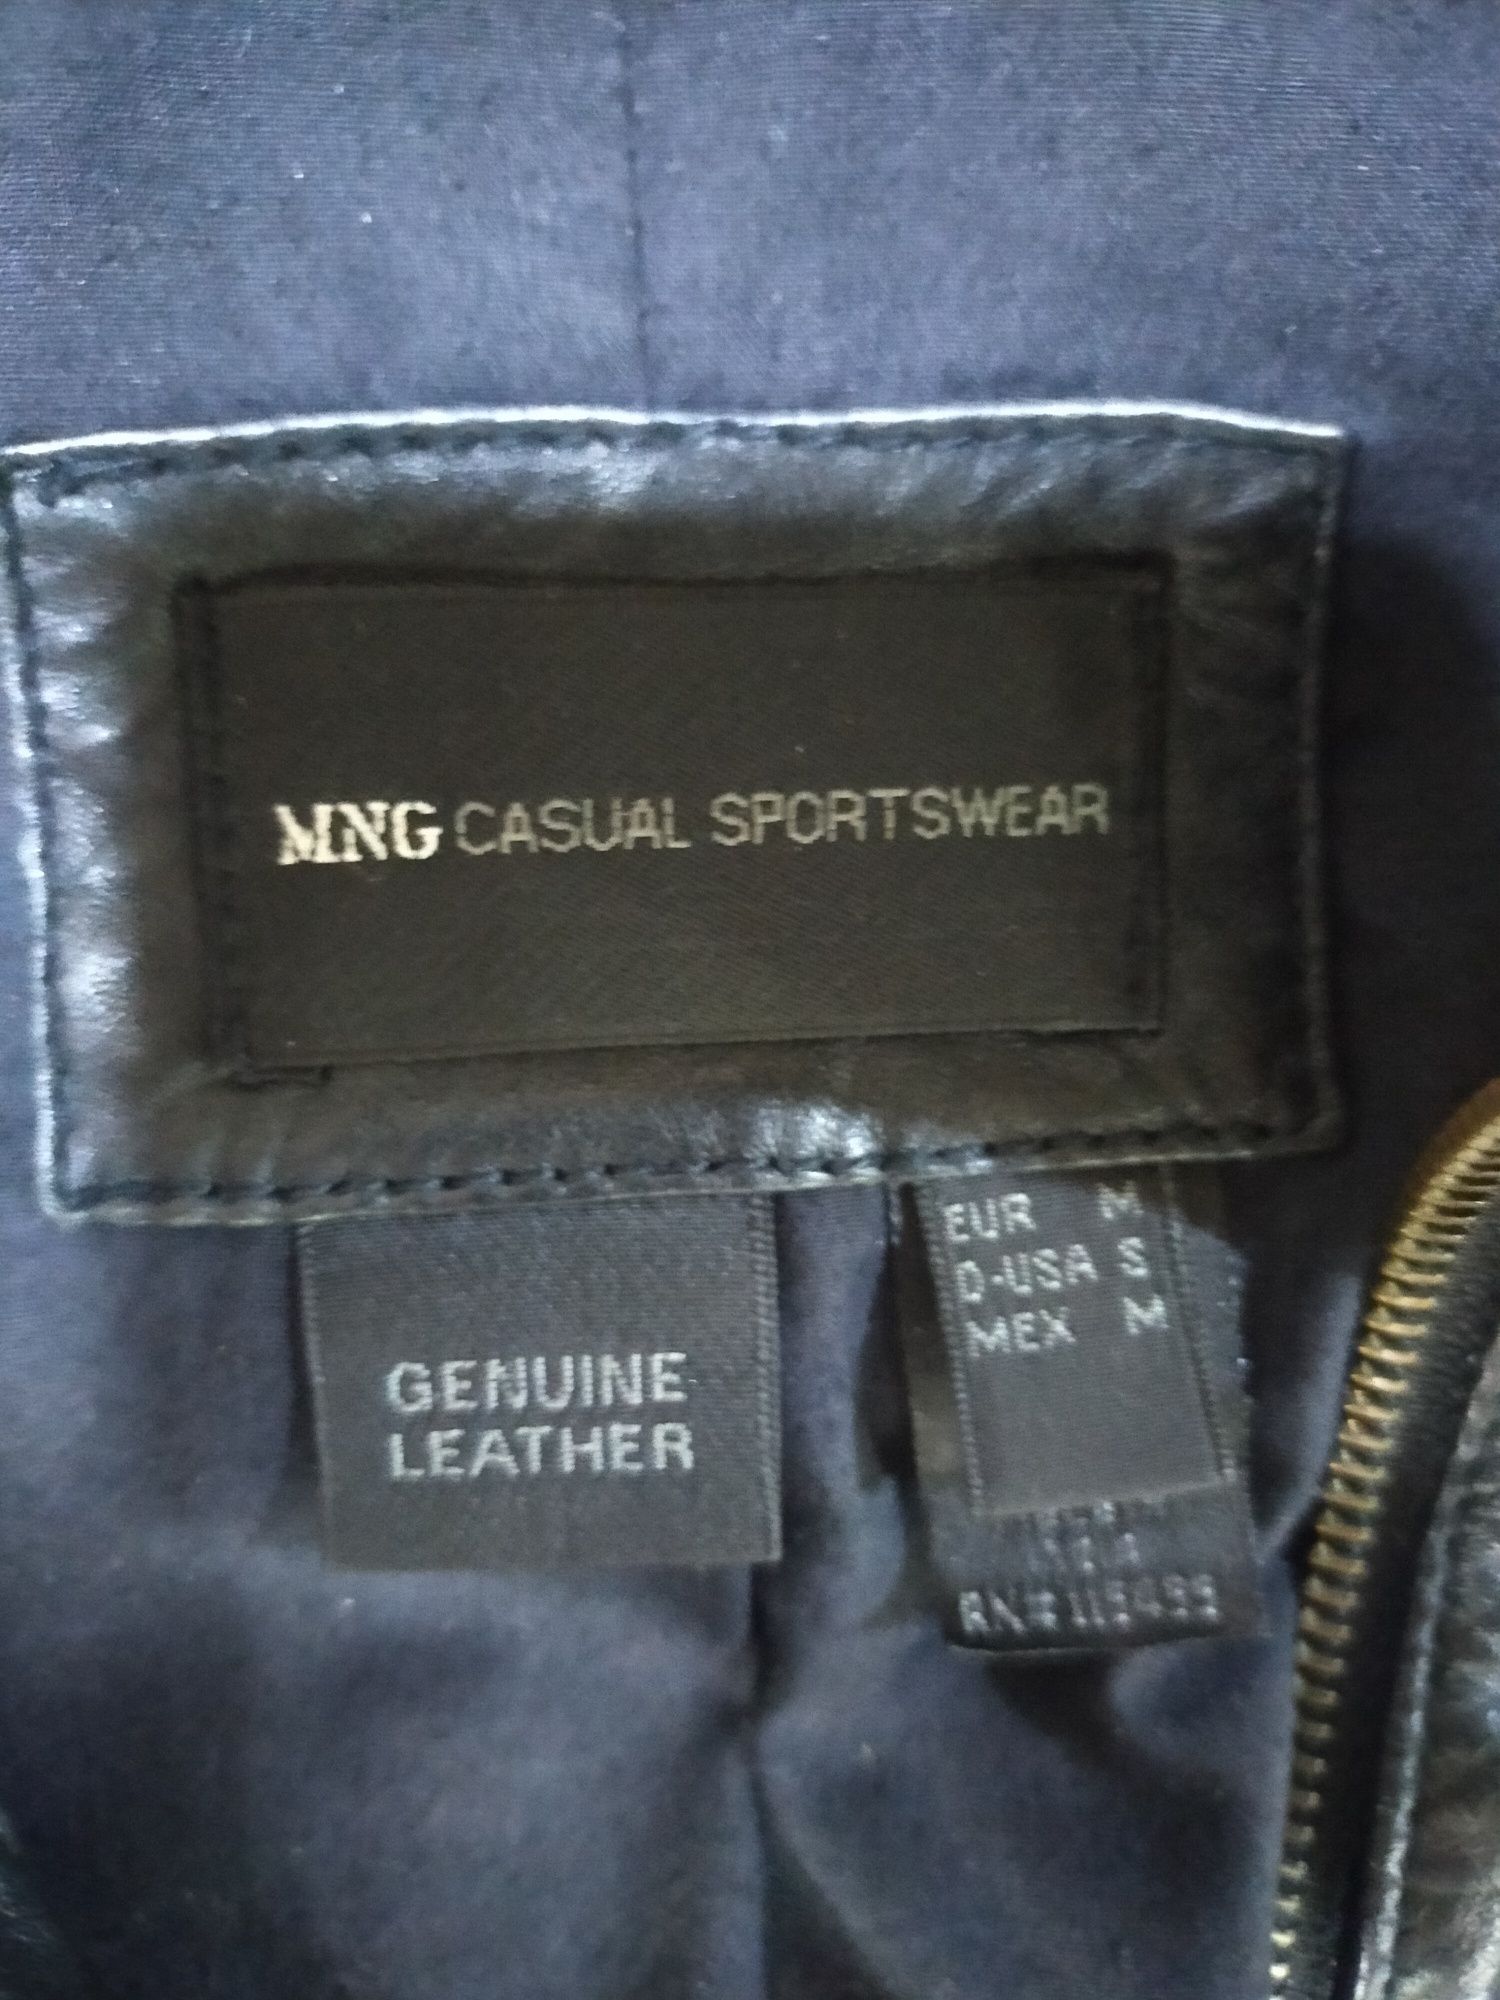 MNG CASUAL SPORTSWEAR
GENUINE
LEATHER
EUR M
D-USA S
MEX M